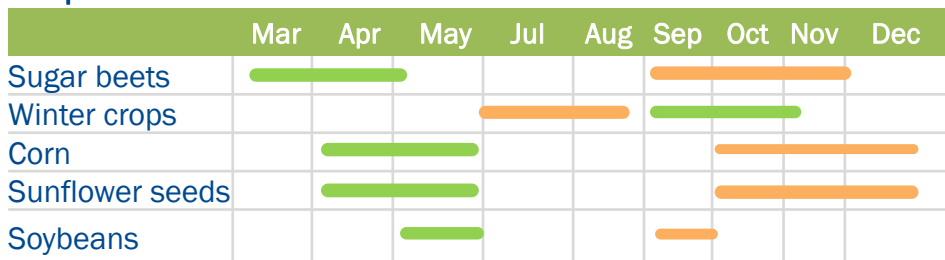 Mar Apr May Jul Aug Sep Oct Nov Dec
Sugar beets
Winter crops
Corn
Sunflower seeds
Soybeans